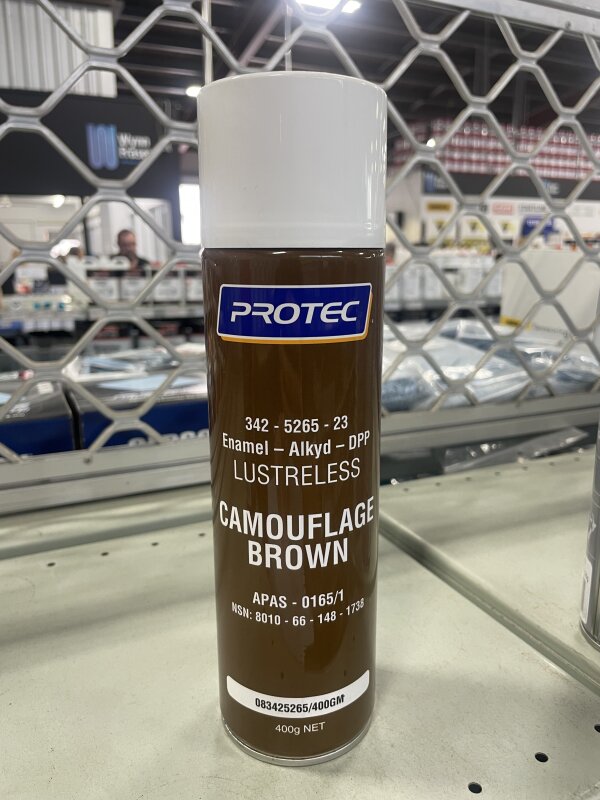 PROTEC
342 - 5265 - 23
Enamel – Alkyd – DPP
LUSTRELESS
CAMOUFLAGE
BROWN
APAS - 0165/1
NSN: 8010 - 66 - 148 - 1738
083425265/400GM
400g NET